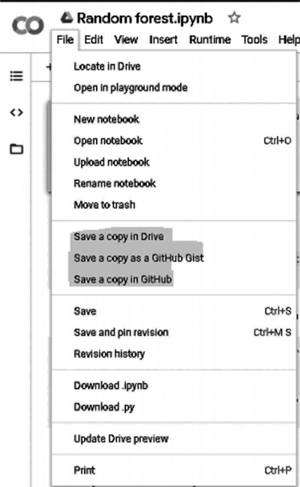 CO Random forest.ipynb
File Edit View Insert Runtime Tools Help
Locate in Drive
Open in playground mode
New notebook
Open notebook Ctrl+O
Upload notebook
Rename notebook
Move to trash
Save a copy in Drive
Save a copy as a GitHub Gist
Save a copy in GitHub
Save Ctrl+S
Save and pin revision Ctrl+M S
Revision history
Download .ipynb
Download .py
Update Drive preview
Print Ctrl+P